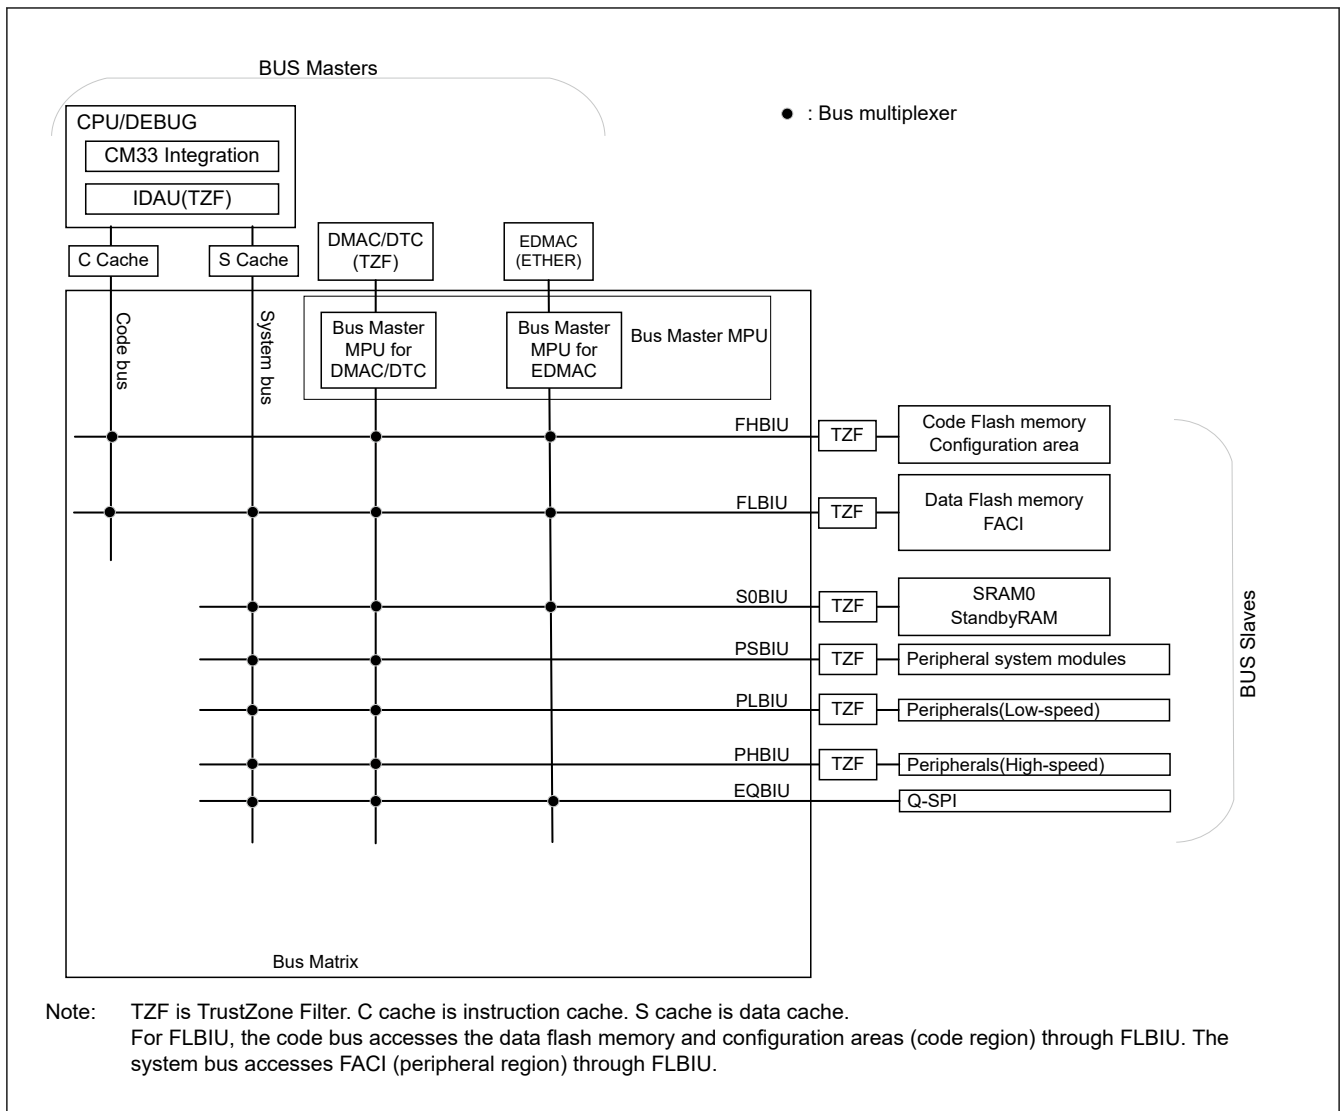 BUS Masters
● : Bus multiplexer
CPU/DEBUG
CM33 Integration
IDAU(TZF)
C Cache
S Cache
DMAC/DTC
(TZF)
EDMAC
(ETHER)
Code bus
System bus
Bus Master
MPU for
DMAC/DTC
Bus Master
MPU for
EDMAC
Bus Master MPU
FHBIU
TZF
Code Flash memory
Configuration area
FLBIU
TZF
Data Flash memory
FACI
S0BIU
TZF
SRAM0
StandbyRAM
PSBIU
TZF
Peripheral system modules
PLBIU
TZF
Peripherals(Low-speed)
PHBIU
TZF
Peripherals(High-speed)
EQBIU
Q-SPI
BUS Slaves
Bus Matrix
Note: TZF is TrustZone Filter. C cache is instruction cache. S cache is data cache.
For FLBIU, the code bus accesses the data flash memory and configuration areas (code region) through FLBIU. The
system bus accesses FACI (peripheral region) through FLBIU.